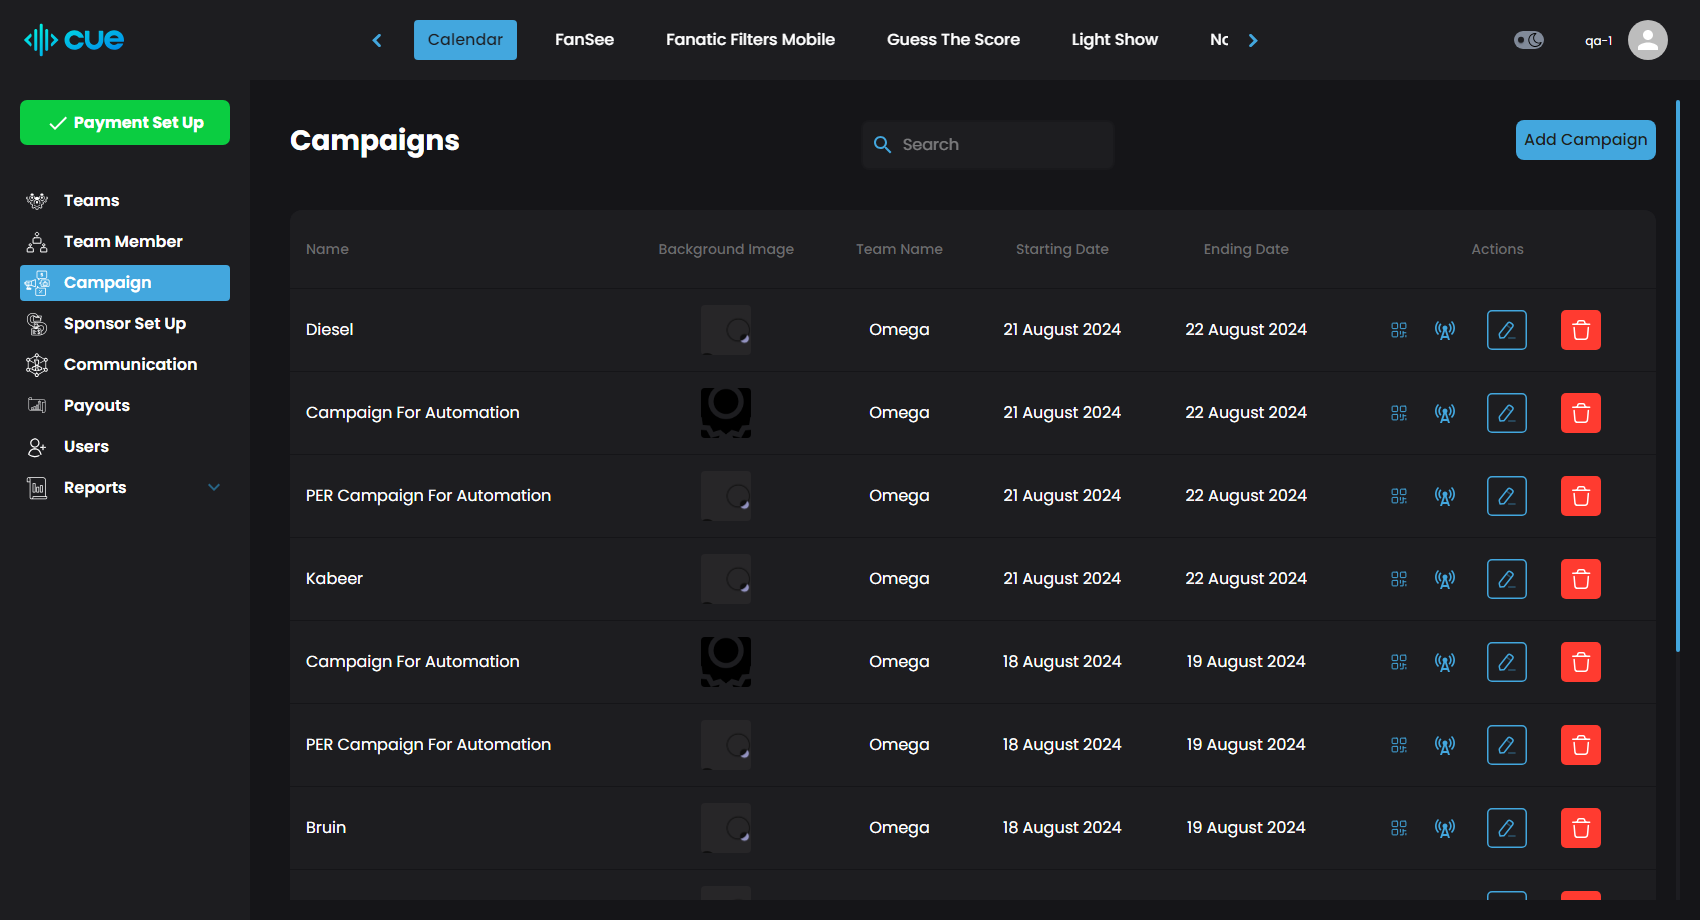 cue
Calendar
FanSee
Fanatic Filters Mobile
Guess The Score
Light Show
qa-1
Payment Set Up
Teams
Team Member
Campaign
Sponsor Set Up
Communication
Payouts
Users
Reports
Campaigns
Search
Add Campaign
Name Background Image Team Name Starting Date Ending Date Actions
Diesel Omega 21 August 2024 22 August 2024
Campaign For Automation Omega 21 August 2024 22 August 2024
PER Campaign For Automation Omega 21 August 2024 22 August 2024
Kabeer Omega 21 August 2024 22 August 2024
Campaign For Automation Omega 18 August 2024 19 August 2024
PER Campaign For Automation Omega 18 August 2024 19 August 2024
Bruin Omega 18 August 2024 19 August 2024